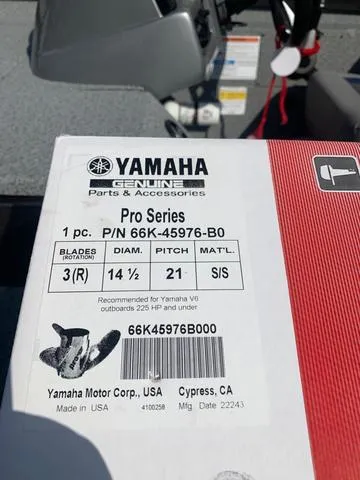 YAMAHA
GENUINE
Parts & Accessories
Pro Series
1 pc. P/N 66K-45976-B0
BLADES (ROTATION) DIAM. PITCH MAT'L.
3 (R) 14 ½ 21 S/S
Recommended for Yamaha V6
outboards 225 HP and under
66K45976B000
Yamaha Motor Corp., USA Cypress, CA
Made in USA 4100258 Mfg Date 22243